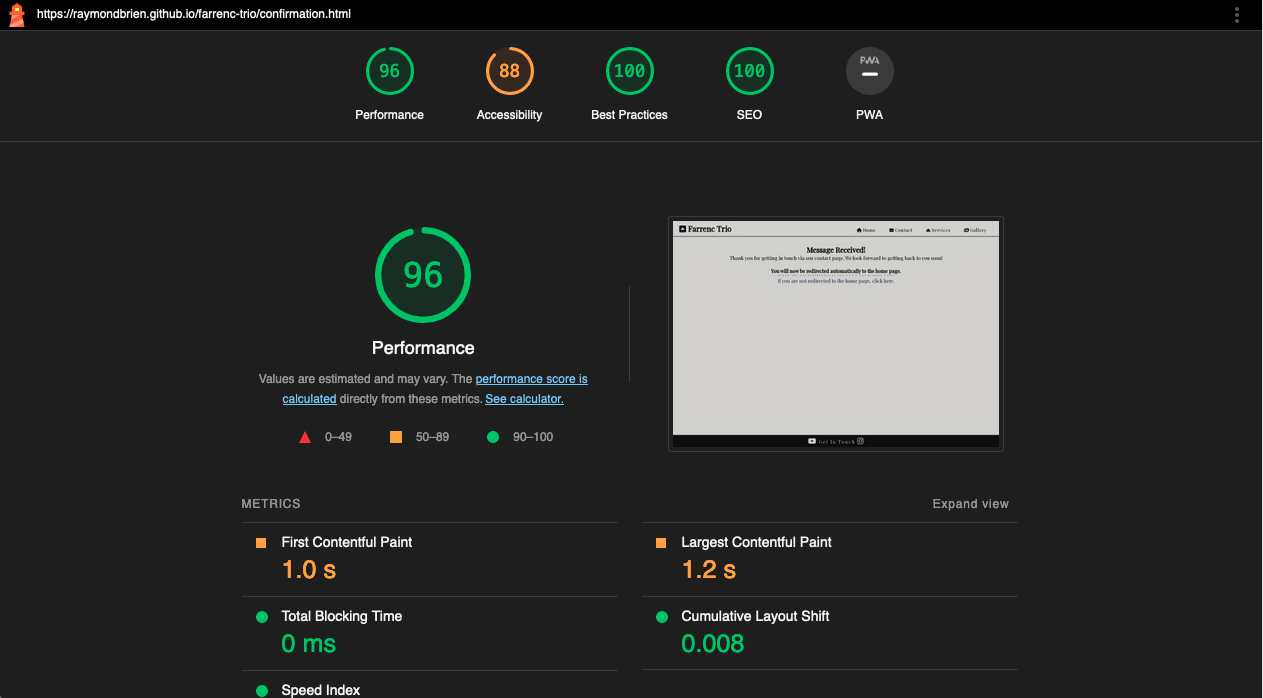 https://raymondbrien.github.io/farrenc-trio/confirmation.html
96
88
100
100
PWA
Performance
Accessibility
Best Practices
SEO
PWA
96
Performance
Values are estimated and may vary. The performance score is
calculated directly from these metrics. See calculator.
0–49
50–89
90–100
Farrenc Trio
Home
Contact
Services
Gallery
Message Received!
Thank you for getting in touch via our contact page. We look forward to getting back to you soon!
You will now be redirected automatically to the home page.
If you are not redirected to the home page, click here.
Get In Touch
METRICS
Expand view
First Contentful Paint
1.0 s
Largest Contentful Paint
1.2 s
Total Blocking Time
0 ms
Cumulative Layout Shift
0.008
Speed Index